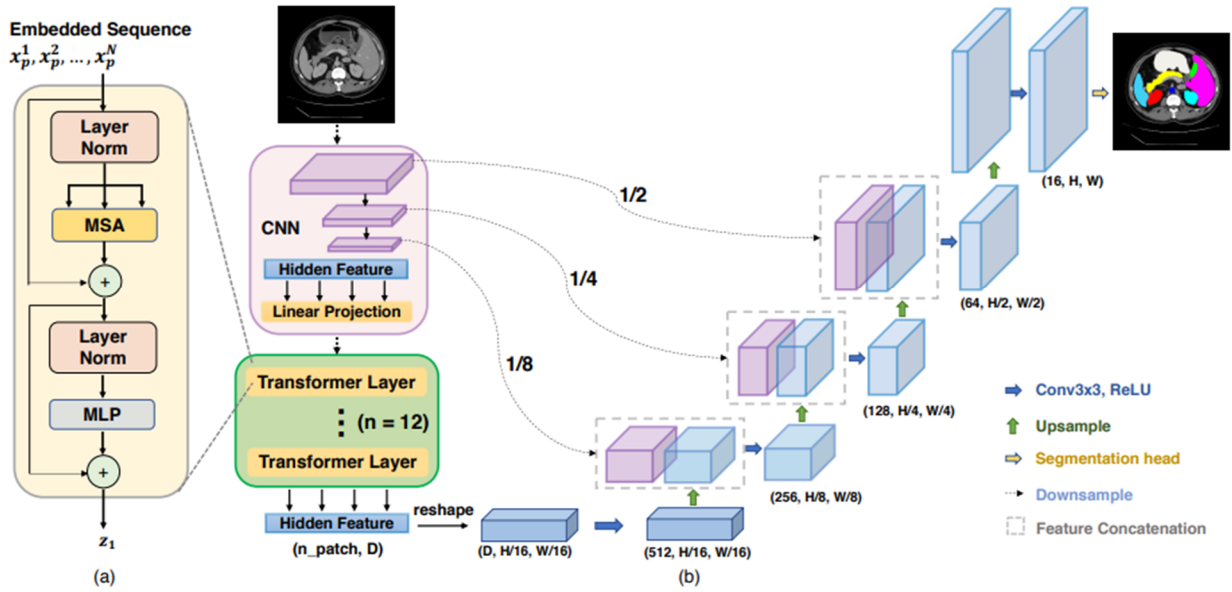 Embedded Sequence
x_p^1, x_p^2, ..., x_p^N
Layer
Norm
MSA
+
Layer
Norm
MLP
+
z_1
(a)
CNN
Hidden Feature
Linear Projection
Transformer Layer
(n = 12)
Transformer Layer
Hidden Feature
(n_patch, D)
reshape
(D, H/16, W/16)
(512, H/16, W/16)
(b)
1/2
1/4
1/8
(256, H/8, W/8)
(128, H/4, W/4)
(64, H/2, W/2)
(16, H, W)
Conv3x3, ReLU
Upsample
Segmentation head
Downsample
Feature Concatenation